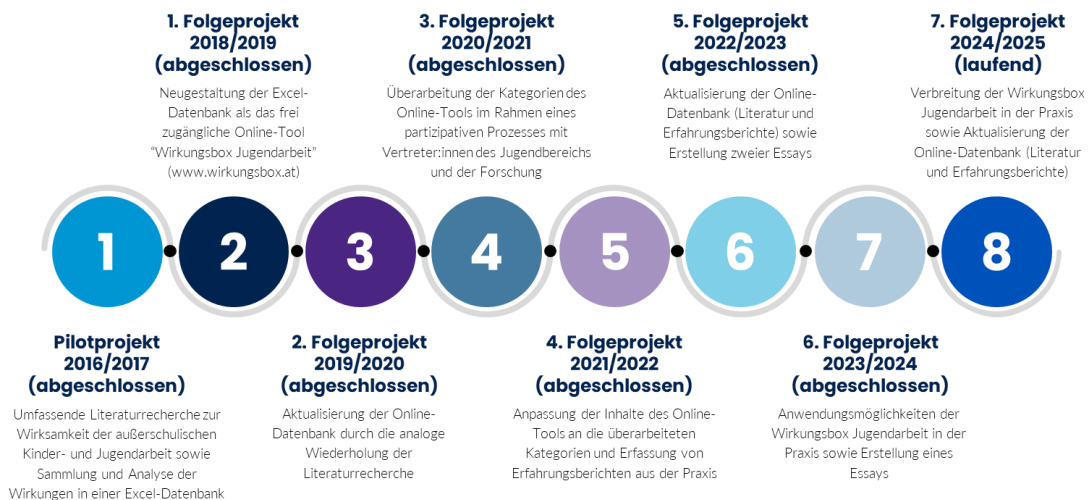 1. Folgeprojekt
2018/2019
(abgeschlossen)
Neugestaltung der Excel-
Datenbank als das frei
zugängliche Online-Tool
"Wirkungsbox Jugendarbeit"
(www.wirkungsbox.at)
3. Folgeprojekt
2020/2021
(abgeschlossen)
Überarbeitung der Kategorien des
Online-Tools im Rahmen eines
partizipativen Prozesses mit
Vertreter:innen des Jugendbereichs
und der Forschung
5. Folgeprojekt
2022/2023
(abgeschlossen)
Aktualisierung der Online-
Datenbank (Literatur und
Erfahrungsberichte) sowie
Erstellung zweier Essays
7. Folgeprojekt
2024/2025
(laufend)
Verbreitung der Wirkungsbox
Jugendarbeit in der Praxis
sowie Aktualisierung der
Online-Datenbank (Literatur
und Erfahrungsberichte)
1
2
3
4
5
6
7
8
Pilotprojekt
2016/2017
(abgeschlossen)
Umfassende Literaturrecherche zur
Wirksamkeit der außerschulischen
Kinder- und Jugendarbeit sowie
Sammlung und Analyse der
Wirkungen in einer Excel-Datenbank
2. Folgeprojekt
2019/2020
(abgeschlossen)
Aktualisierung der Online-
Datenbank durch die analoge
Wiederholung der
Literaturrecherche
4. Folgeprojekt
2021/2022
(abgeschlossen)
Anpassung der Inhalte des Online-
Tools an die überarbeiteten
Kategorien und Erfassung von
Erfahrungsberichten aus der Praxis
6. Folgeprojekt
2023/2024
(abgeschlossen)
Anwendungsmöglichkeiten der
Wirkungsbox Jugendarbeit in der
Praxis sowie Erstellung eines
Essays